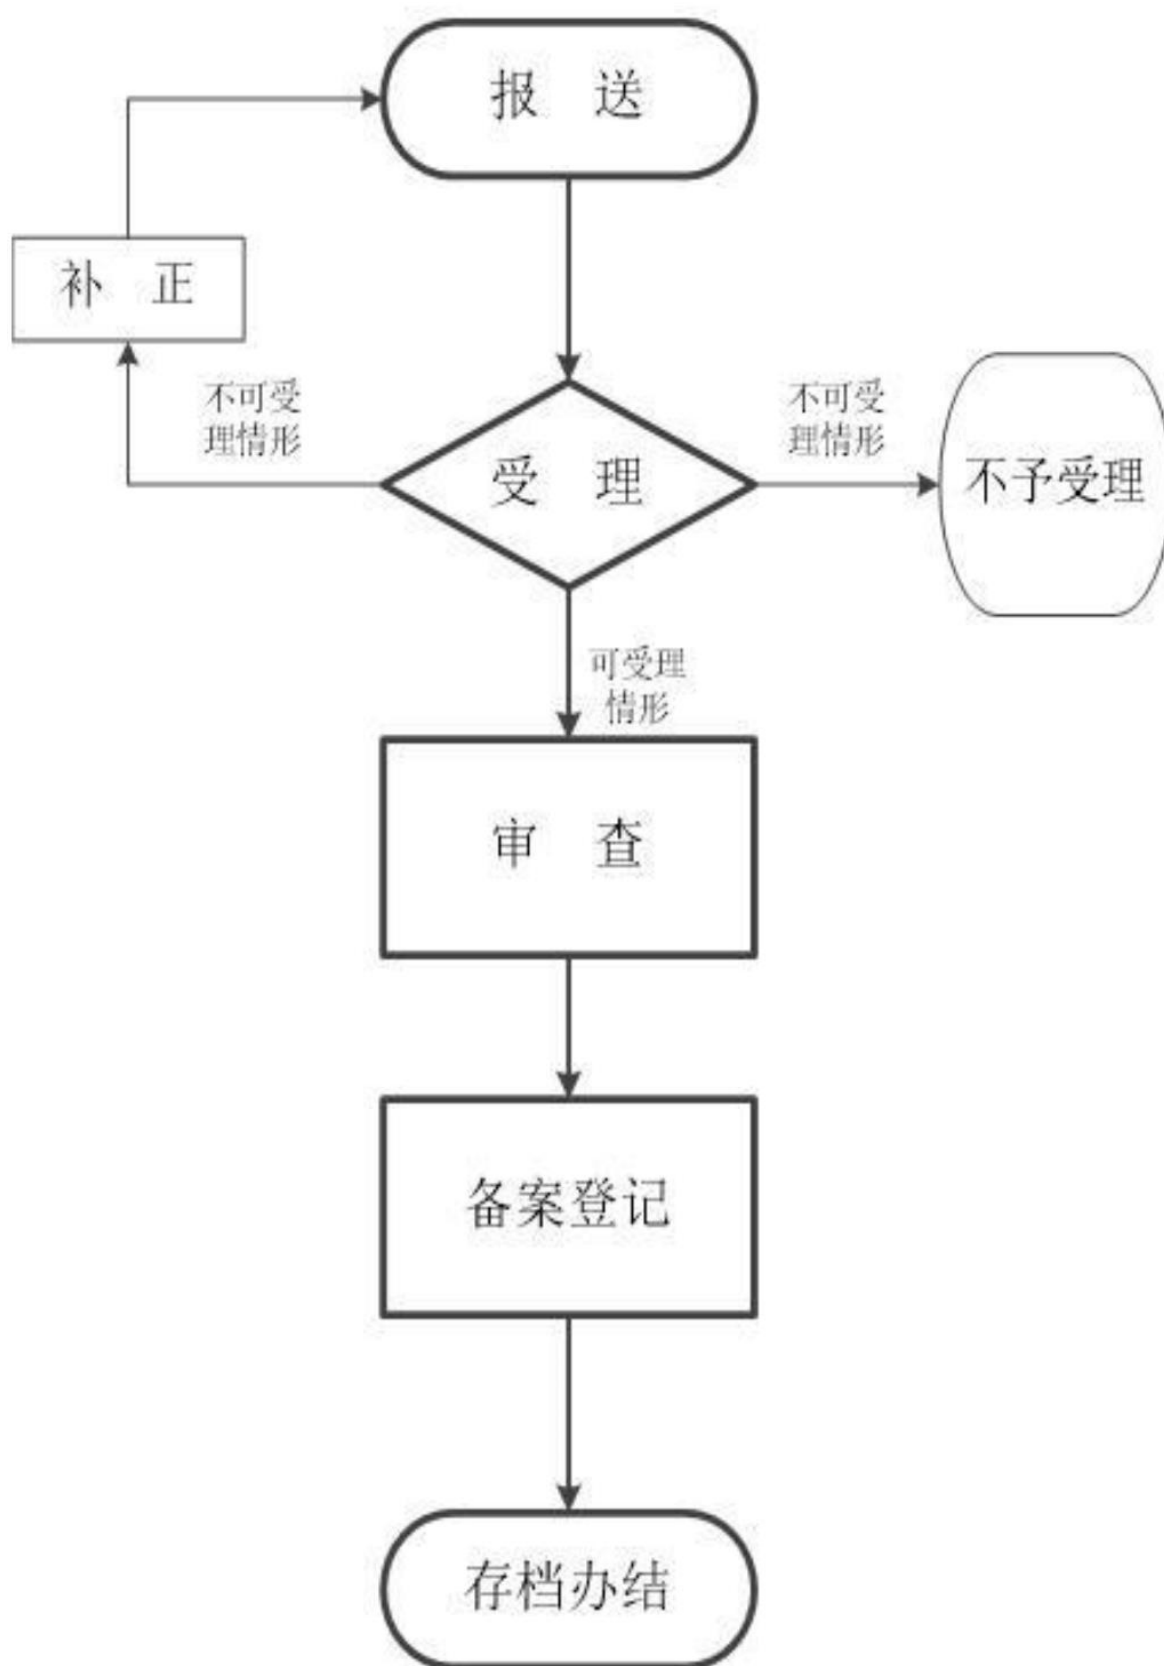 报 送
补 正
不可受
理情形
受 理
不可受
理情形
不予受理
可受理
情形
审 查
备案登记
存档办结